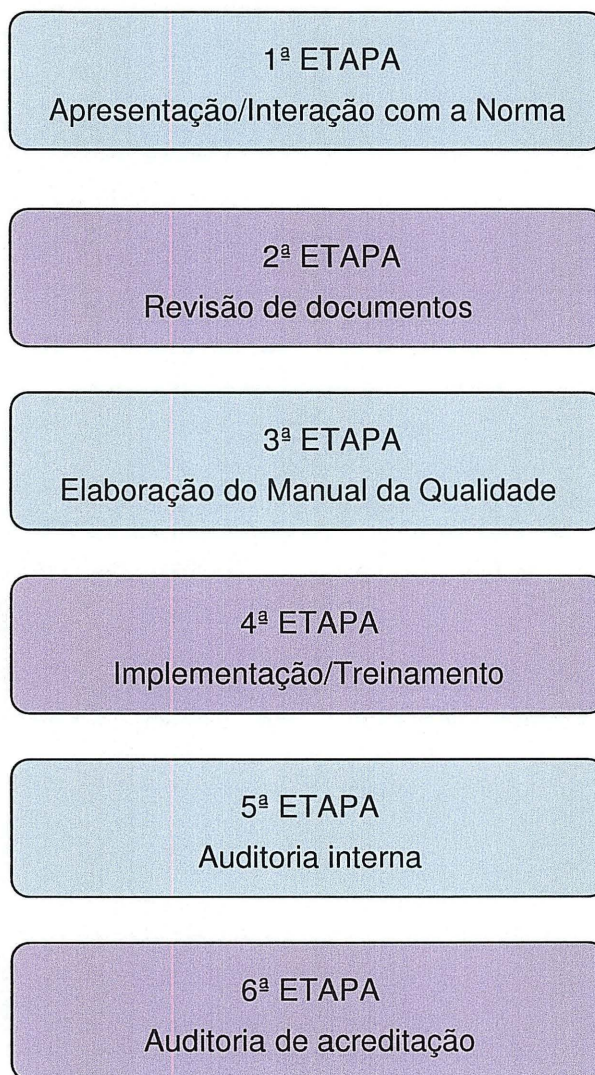 1ª ETAPA
Apresentação/Interação com a Norma
2ª ETAPA
Revisão de documentos
3ª ETAPA
Elaboração do Manual da Qualidade
4ª ETAPA
Implementação/Treinamento
5ª ETAPA
Auditoria interna
6ª ETAPA
Auditoria de acreditação